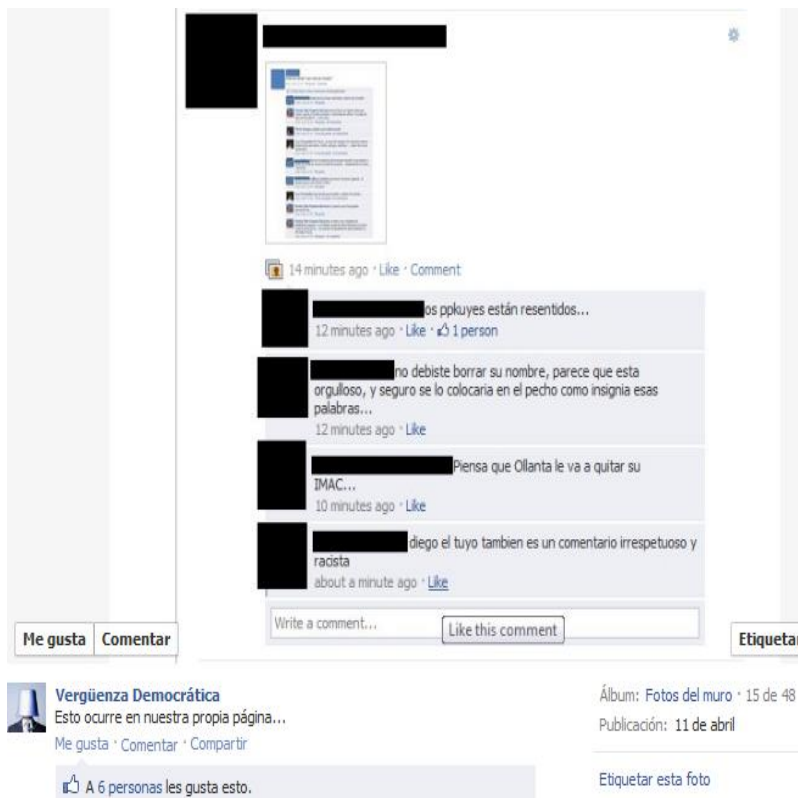 14 minutes ago · Like · Comment
os ppkuyes están resentidos...
12 minutes ago · Like · 1 person
no debiste borrar su nombre, parece que esta
orgulloso, y seguro se lo colocaria en el pecho como insignia esas
palabras...
12 minutes ago · Like
Piensa que Ollanta le va a quitar su
IMAC...
10 minutes ago · Like
diego el tuyo tambien es un comentario irrespetuoso y
racista
about a minute ago · Like
Write a comment...
Like this comment
Me gusta Comentar
Etiquetar
Vergüenza Democrática
Esto ocurre en nuestra propia página...
Me gusta · Comentar · Compartir
A 6 personas les gusta esto.
Álbum: Fotos del muro · 15 de 48
Publicación: 11 de abril
Etiquetar esta foto